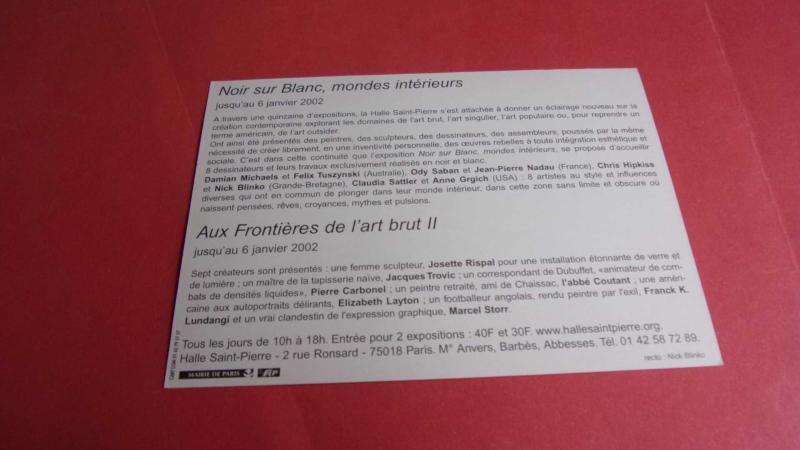 Noir sur Blanc, mondes intérieurs
jusqu'au 6 janvier 2002
A travers une quinzaine d'expositions, la Halle Saint-Pierre s'est attachée à donner un éclairage nouveau sur la
création contemporaine explorant les domaines de l'art brut, l'art singulier, l'art populaire ou, pour reprendre un
terme américain, de l'art outsider.
Ont ainsi été présentés des peintres, des sculpteurs, des dessinateurs, des assembleurs, poussés par la même
nécessité de créer librement, en une inventivité personnelle, des œuvres rebelles à toute intégration esthétique et
sociale. C'est dans cette continuité que l'exposition Noir sur Blanc, mondes intérieurs, se propose d'accueillir
8 dessinateurs et leurs travaux exclusivement réalisés en noir et blanc.
Damian Michaels et Felix Tuszynski (Australie), Ody Saban et Jean-Pierre Nadau (France), Chris Hipkiss
et Nick Blinko (Grande-Bretagne), Claudia Sattler et Anne Grgich (USA) : 8 artistes au style et influences
diverses qui ont en commun de plonger dans leur monde intérieur, dans cette zone sans limite et obscure où
naissent pensées, rêves, croyances, mythes et pulsions.
Aux Frontières de l'art brut II
jusqu'au 6 janvier 2002
Sept créateurs sont présentés : une femme sculpteur, Josette Rispal pour une installation étonnante de verre et
de lumière ; un maître de la tapisserie naïve, Jacques Trovic ; un correspondant de Dubuffet, «animateur de com-
bats de densités liquides», Pierre Carbonel ; un peintre retraité, ami de Chaissac, l'abbé Coutant ; une améri-
caine aux autoportraits délirants, Elizabeth Layton ; un footballeur angolais, rendu peintre par l'exil, Franck K.
Lundangi et un vrai clandestin de l'expression graphique, Marcel Storr.
Tous les jours de 10h à 18h. Entrée pour 2 expositions : 40F et 30F. www.hallesaintpierre.org.
Halle Saint-Pierre - 2 rue Ronsard - 75018 Paris. M° Anvers, Barbès, Abbesses. Tél. 01 42 58 72 89.
MAIRIE DE PARIS
recto : Nick Blinko